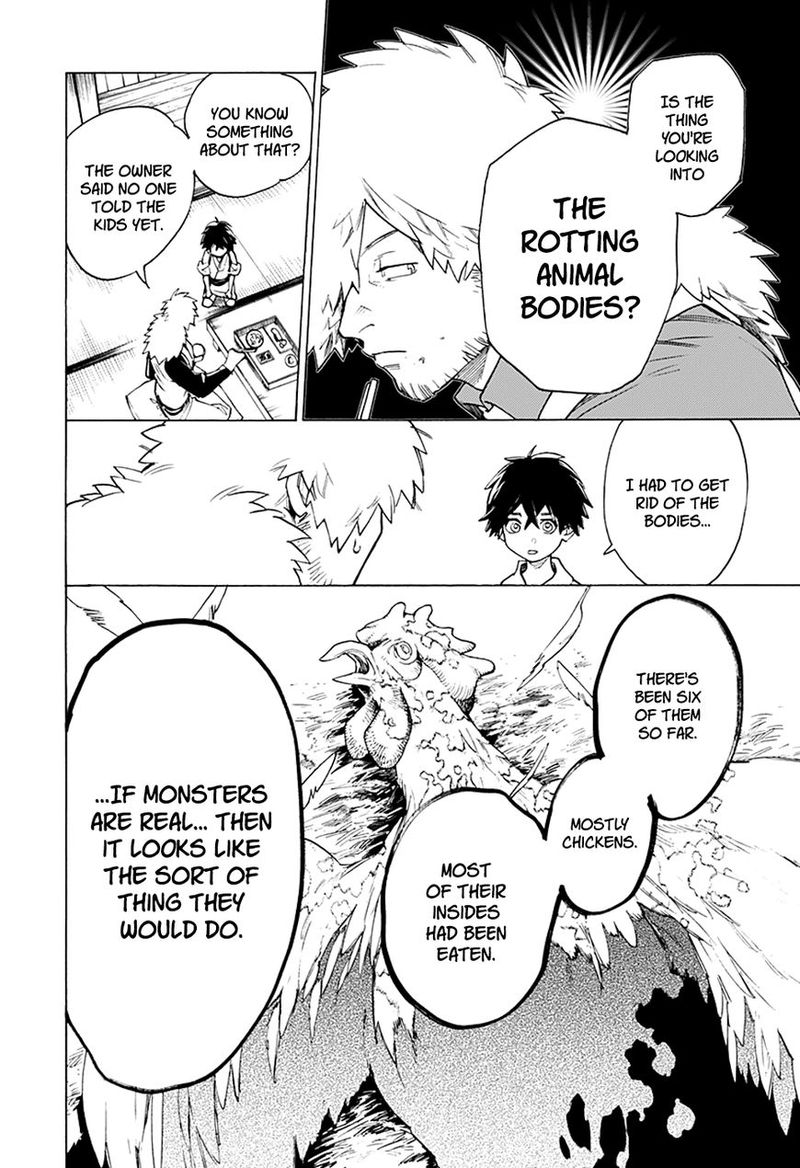 IS THE
THING
YOU'RE
LOOKING
INTO
THE
ROTTING
ANIMAL
BODIES?
YOU KNOW
SOMETHING
ABOUT THAT?
THE OWNER
SAID NO ONE
TOLD THE
KIDS YET.
I HAD TO GET
RID OF THE
BODIES...
THERE'S
BEEN SIX
OF THEM
SO FAR.
MOSTLY
CHICKENS.
MOST
OF THEIR
INSIDES
HAD BEEN
EATEN.
...IF MONSTERS
ARE REAL... THEN
IT LOOKS LIKE
THE SORT OF
THING THEY
WOULD DO.